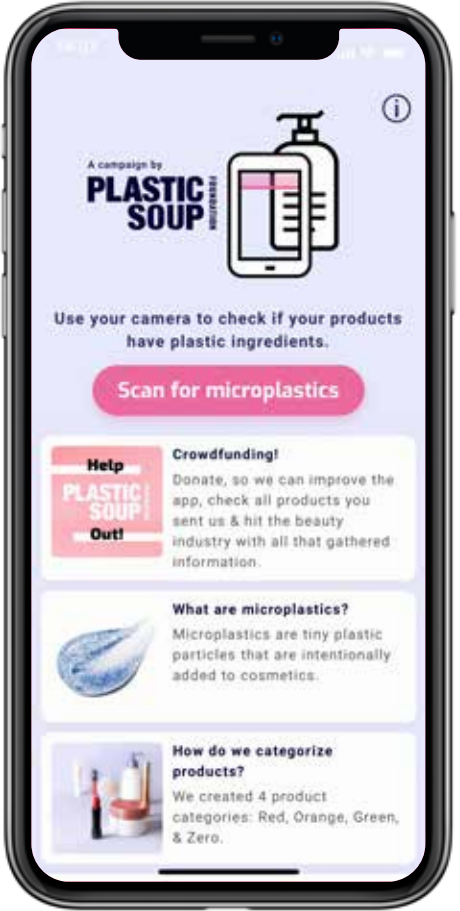 A campaign by
PLASTIC
SOUP
FOUNDATION
Use your camera to check if your products
have plastic ingredients.
Scan for microplastics
Help
PLASTIC
SOUP
Out!
Crowdfunding!
Donate, so we can improve the
app, check all products you
sent us & hit the beauty
industry with all that gathered
information.
What are microplastics?
Microplastics are tiny plastic
particles that are intentionally
added to cosmetics.
How do we categorize
products?
We created 4 product
categories: Red, Orange, Green,
& Zero.